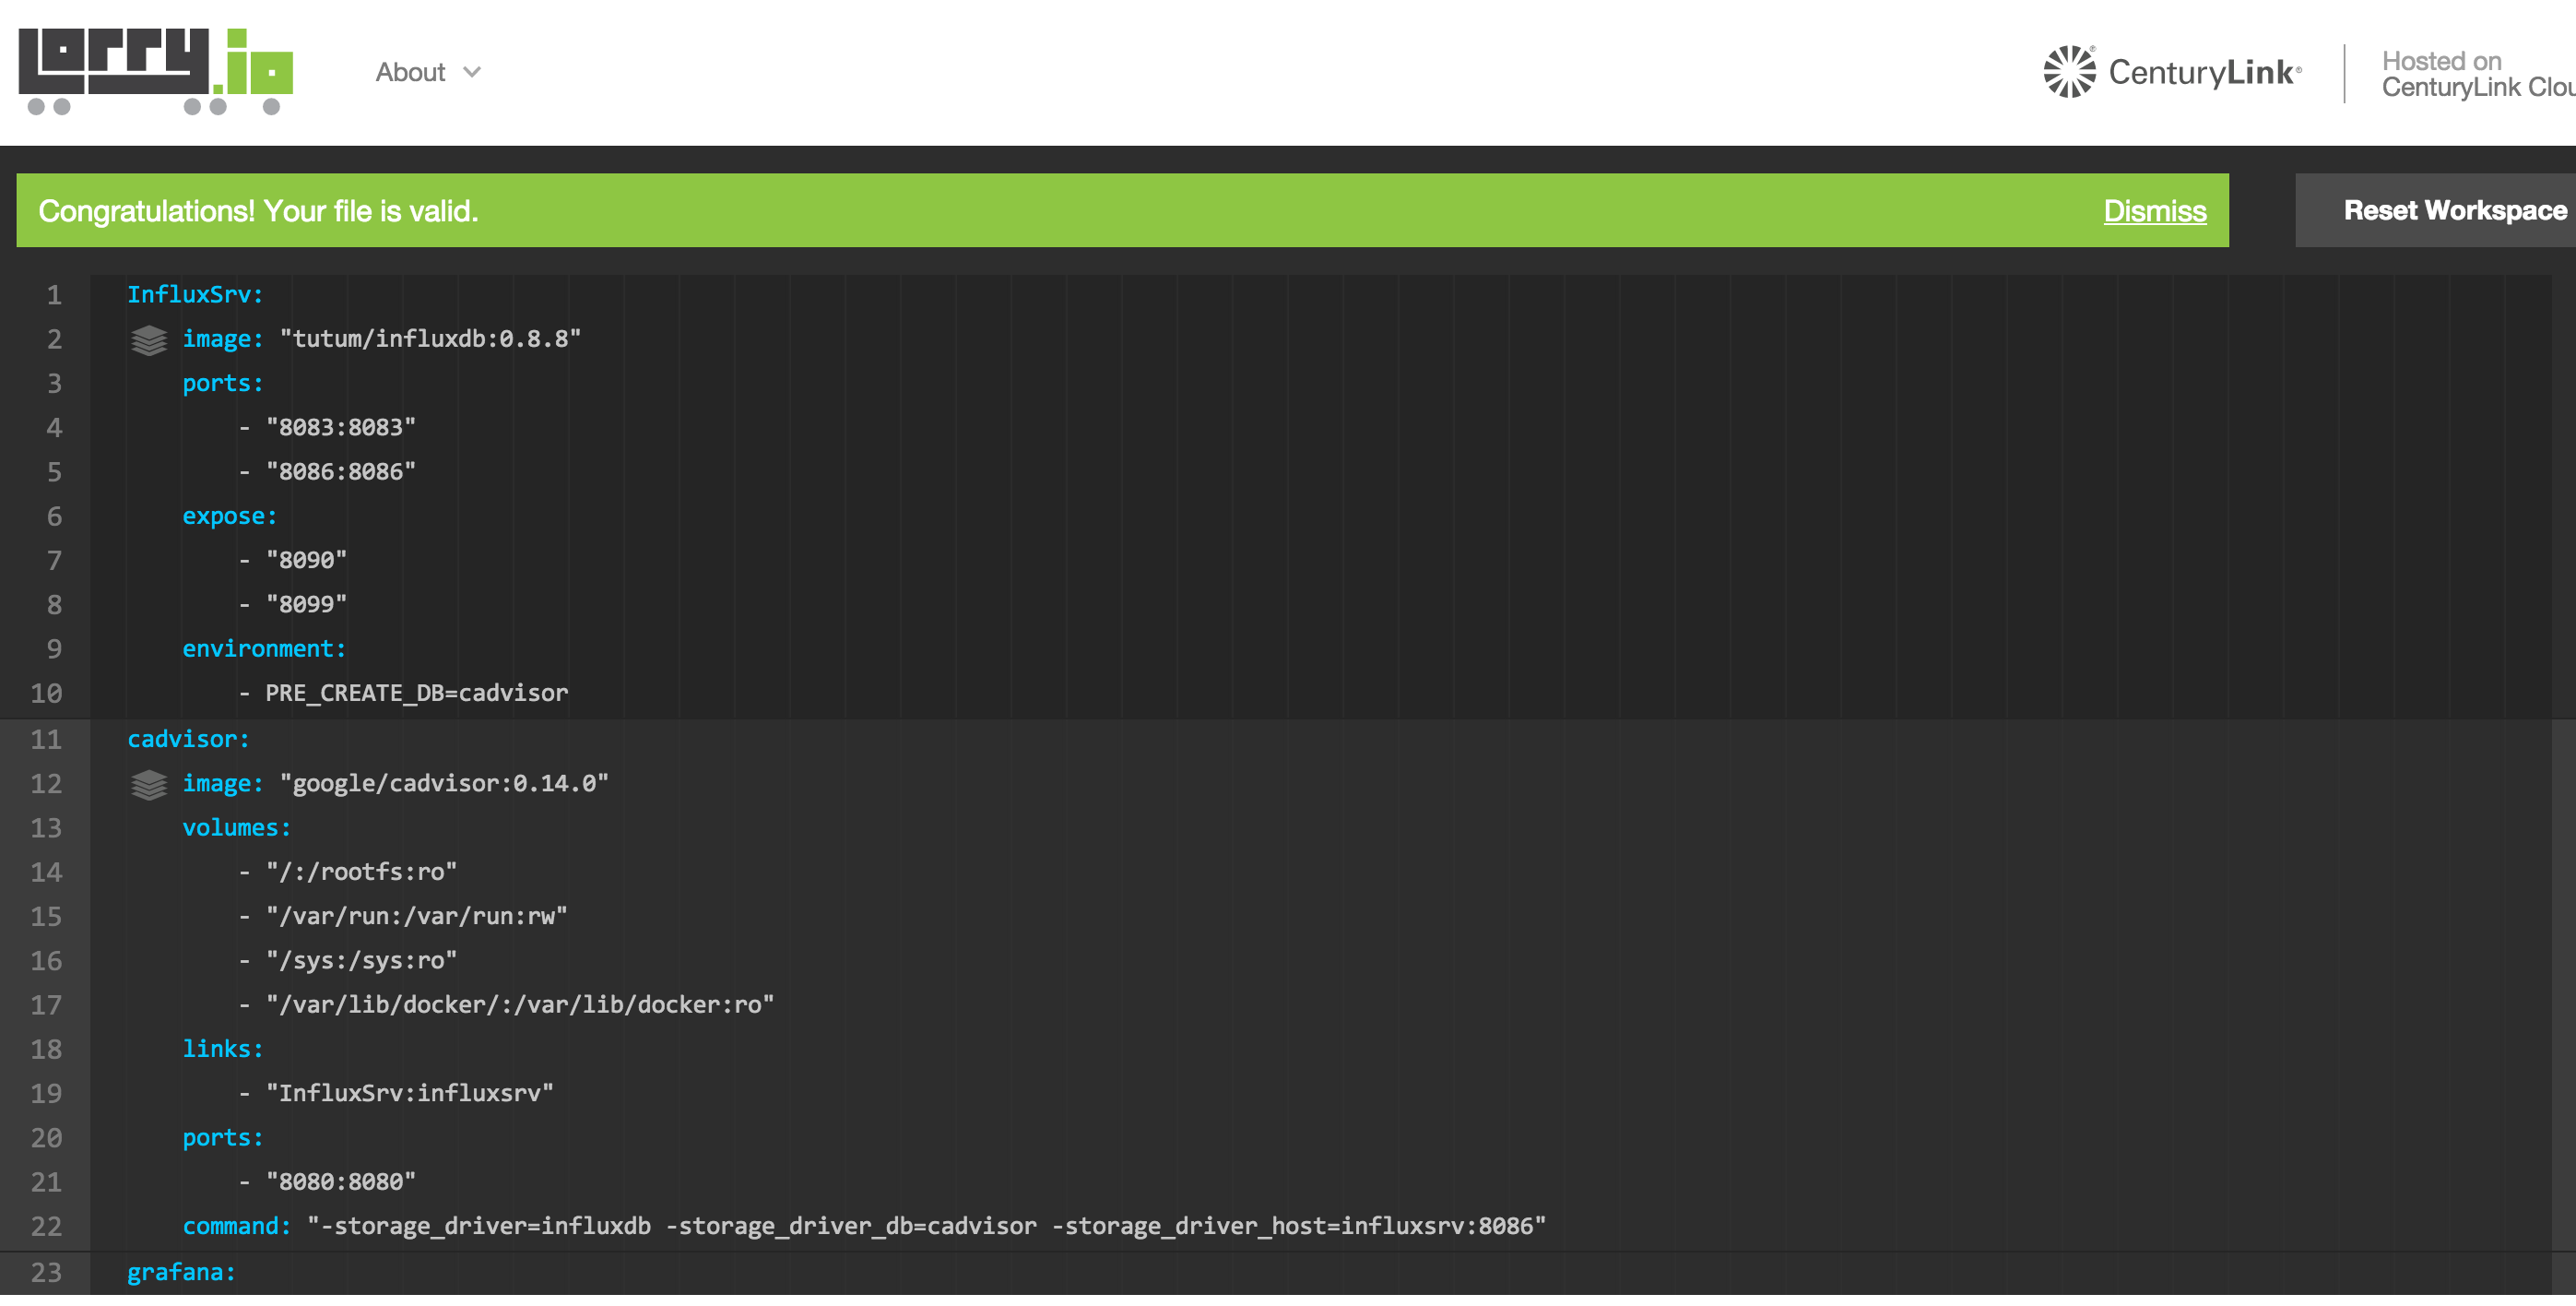 lorry.io
About
CenturyLink®
Hosted on
CenturyLink Clou
Congratulations! Your file is valid.
Dismiss
Reset Workspace
1 InfluxSrv:
2 image: "tutum/influxdb:0.8.8"
3 ports:
4 - "8083:8083"
5 - "8086:8086"
6 expose:
7 - "8090"
8 - "8099"
9 environment:
10 - PRE_CREATE_DB=cadvisor
11 cadvisor:
12 image: "google/cadvisor:0.14.0"
13 volumes:
14 - "/:/rootfs:ro"
15 - "/var/run:/var/run:rw"
16 - "/sys:/sys:ro"
17 - "/var/lib/docker/:/var/lib/docker:ro"
18 links:
19 - "InfluxSrv:influxsrv"
20 ports:
21 - "8080:8080"
22 command: "-storage_driver=influxdb -storage_driver_db=cadvisor -storage_driver_host=influxsrv:8086"
23 grafana: